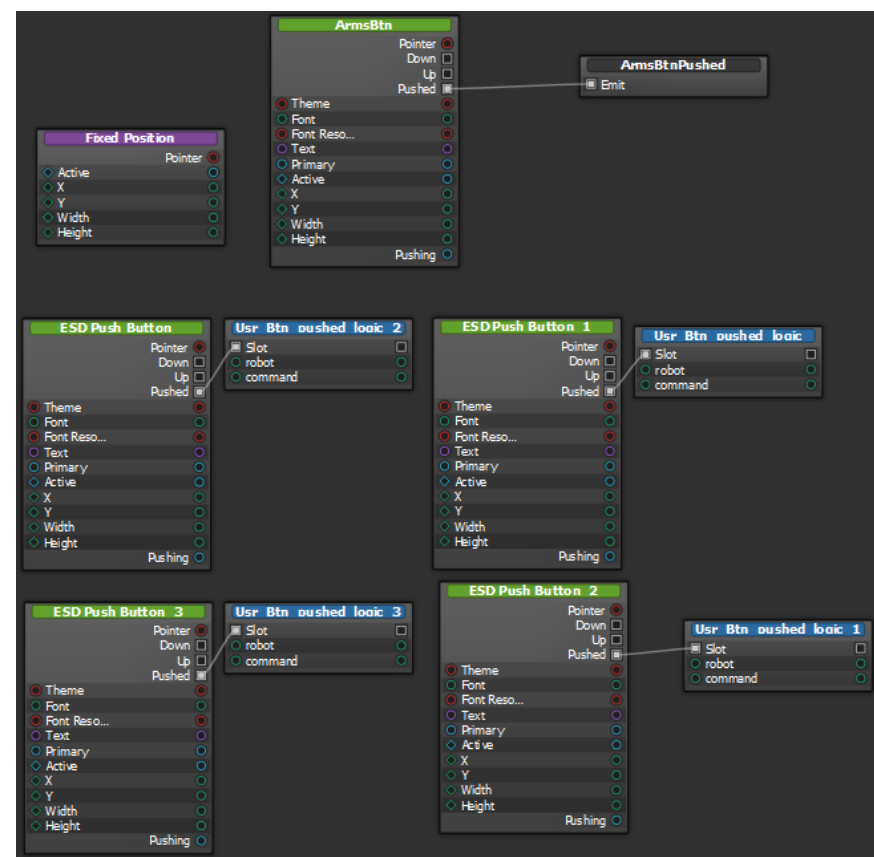 ArmsBtn
Pointer
Down
Up
Pushed
Theme
Font
Font Reso...
Text
Primary
Active
X
Y
Width
Height
Pushing
ArmsBtnPushed
Emit
Fixed Position
Pointer
Active
X
Y
Width
Height
ESD Push Button
Pointer
Down
Up
Pushed
Theme
Font
Font Reso...
Text
Primary
Active
X
Y
Width
Height
Pushing
Usr Btn pushed logic 2
Slot
robot
command
ESD Push Button 1
Pointer
Down
Up
Pushed
Theme
Font
Font Reso...
Text
Primary
Active
X
Y
Width
Height
Pushing
Usr Btn pushed logic
Slot
robot
command
ESD Push Button 3
Pointer
Down
Up
Pushed
Theme
Font
Font Reso...
Text
Primary
Active
X
Y
Width
Height
Pushing
Usr Btn pushed logic 3
Slot
robot
command
ESD Push Button 2
Pointer
Down
Up
Pushed
Theme
Font
Font Reso...
Text
Primary
Active
X
Y
Width
Height
Pushing
Usr Btn pushed logic 1
Slot
robot
command